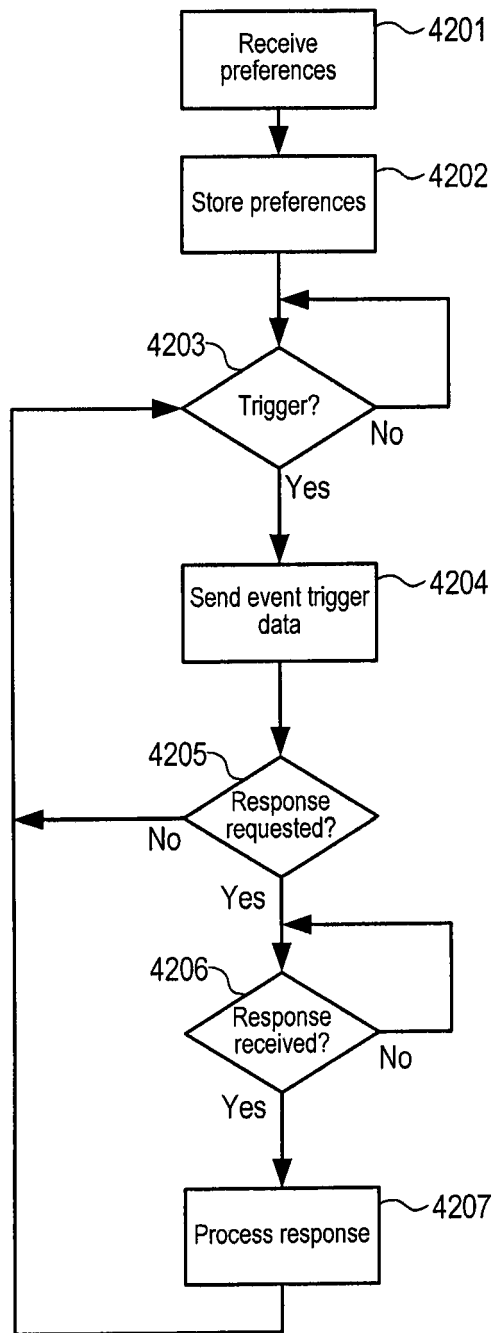 Receive
preferences
4201
Store preferences
4202
4203
Trigger?
No
Yes
Send event trigger
data
4204
4205
Response
requested?
No
Yes
4206
Response
received?
No
Yes
Process response
4207